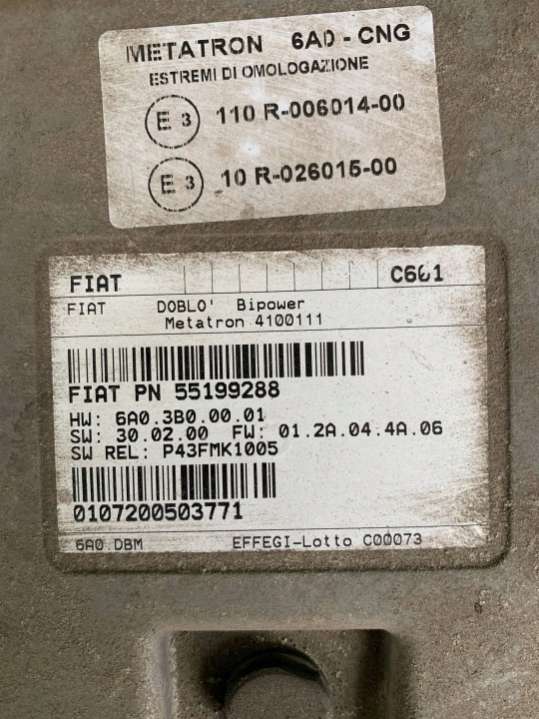 METATRON 6A0 - CNG
ESTREMI DI OMOLOGAZIONE
E 3 110 R-006014-00
E 3 10 R-026015-00
FIAT C661
FIAT DOBLO' Bipower
Metatron 4100111
FIAT PN 55199288
HW: 6A0.3B0.00.01
SW: 30.02.00 FW: 01.2A.04.4A.06
SW REL: P43FMK1005
0107200503771
6A0 DBM EFFEGI-Lotto C00073